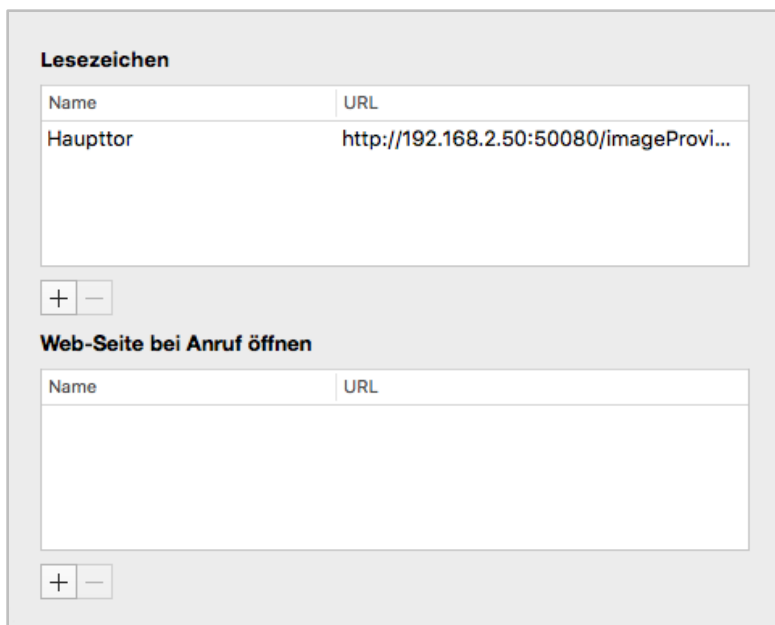 Lesezeichen
Name URL
Haupttor http://192.168.2.50:50080/imageProvi...
+ −
Web-Seite bei Anruf öffnen
Name URL
+ −